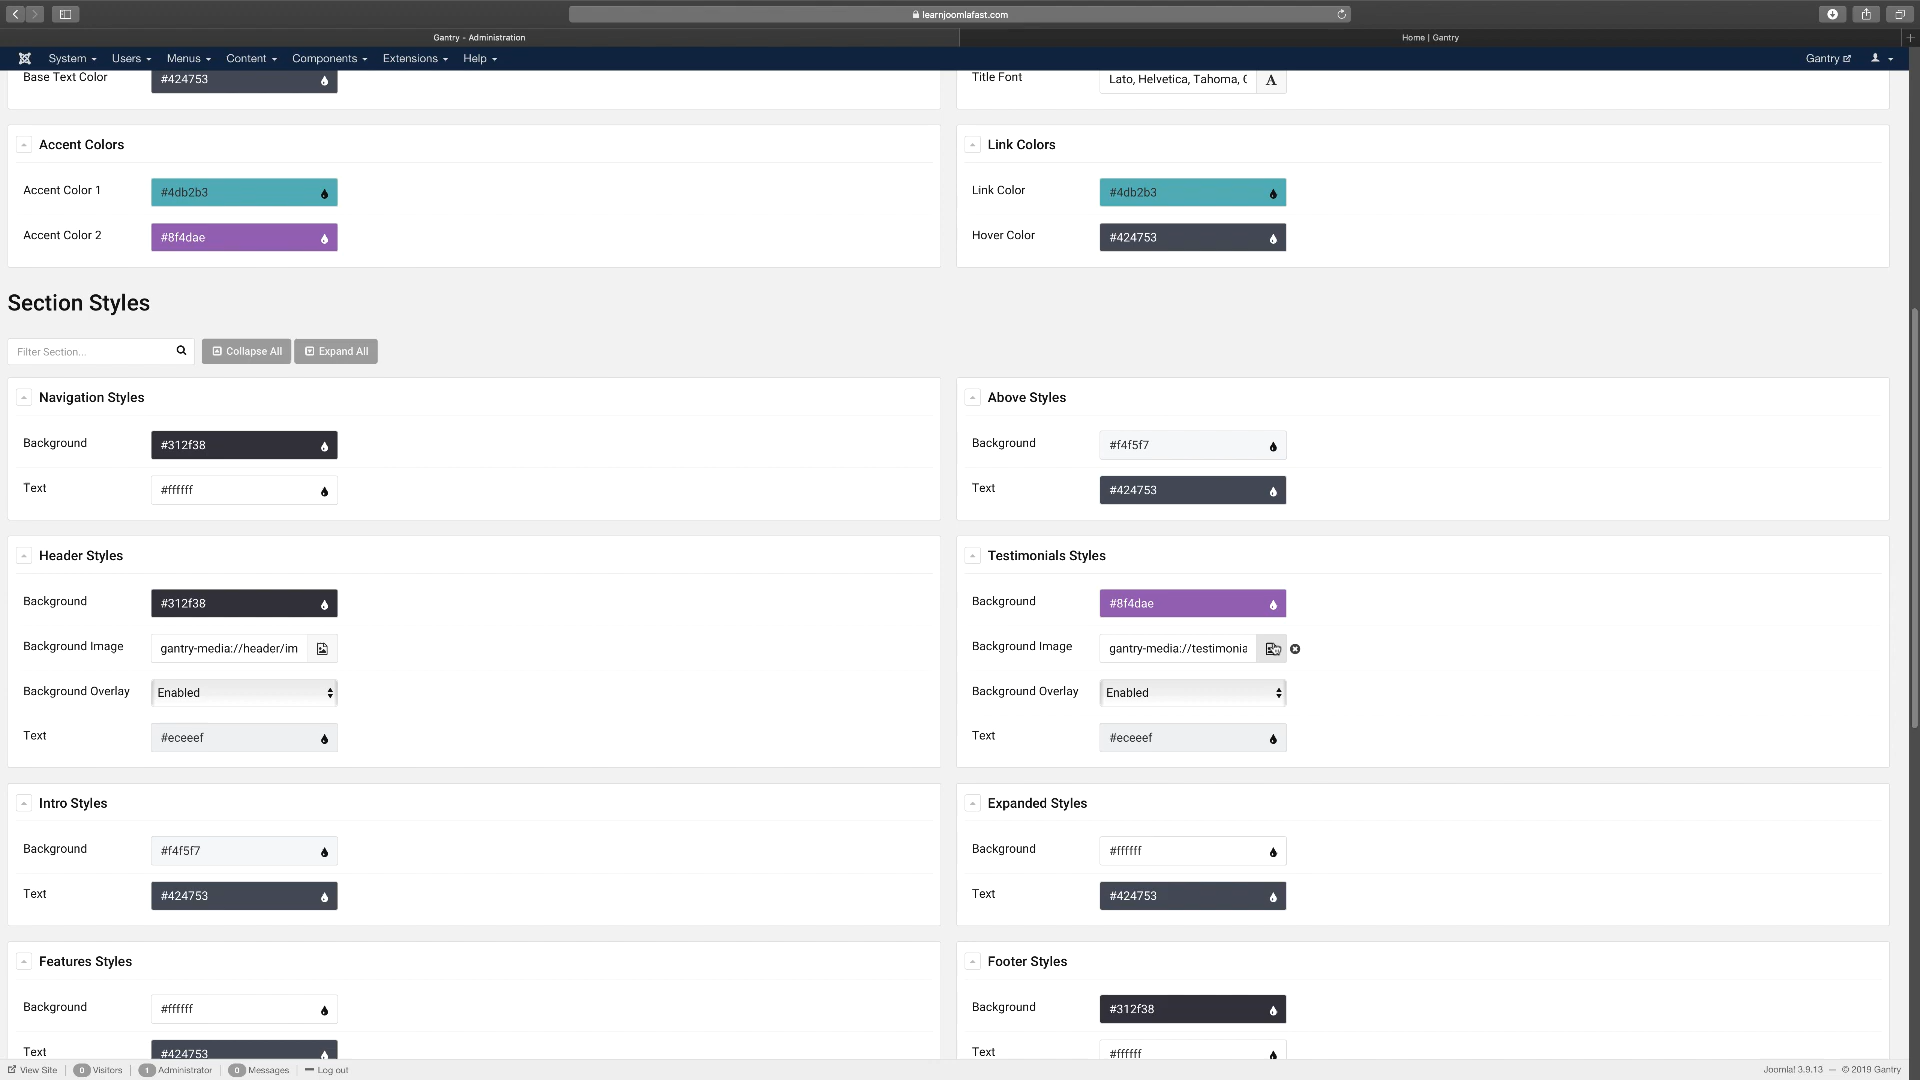 learnjoomlafast.com
Gantry - Administration
Home | Gantry
System Users Menus Content Components Extensions Help Gantry
Base Text Color #424753
Title Font Lato, Helvetica, Tahoma, G A
Accent Colors
Accent Color 1 #4db2b3
Accent Color 2 #8f4dae
Link Colors
Link Color #4db2b3
Hover Color #424753
Section Styles
Filter Section... Collapse All Expand All
Navigation Styles
Background #312f38
Text #ffffff
Above Styles
Background #f4f5f7
Text #424753
Header Styles
Background #312f38
Background Image gantry-media://header/im
Background Overlay Enabled
Text #eceeef
Testimonials Styles
Background #8f4dae
Background Image gantry-media://testimonia
Background Overlay Enabled
Text #eceeef
Intro Styles
Background #f4f5f7
Text #424753
Expanded Styles
Background #ffffff
Text #424753
Features Styles
Background #ffffff
Text #424753
Footer Styles
Background #312f38
Text #ffffff
View Site 0 Visitors 1 Administrator 0 Messages Log out
Joomla! 3.9.13 — © 2019 Gantry